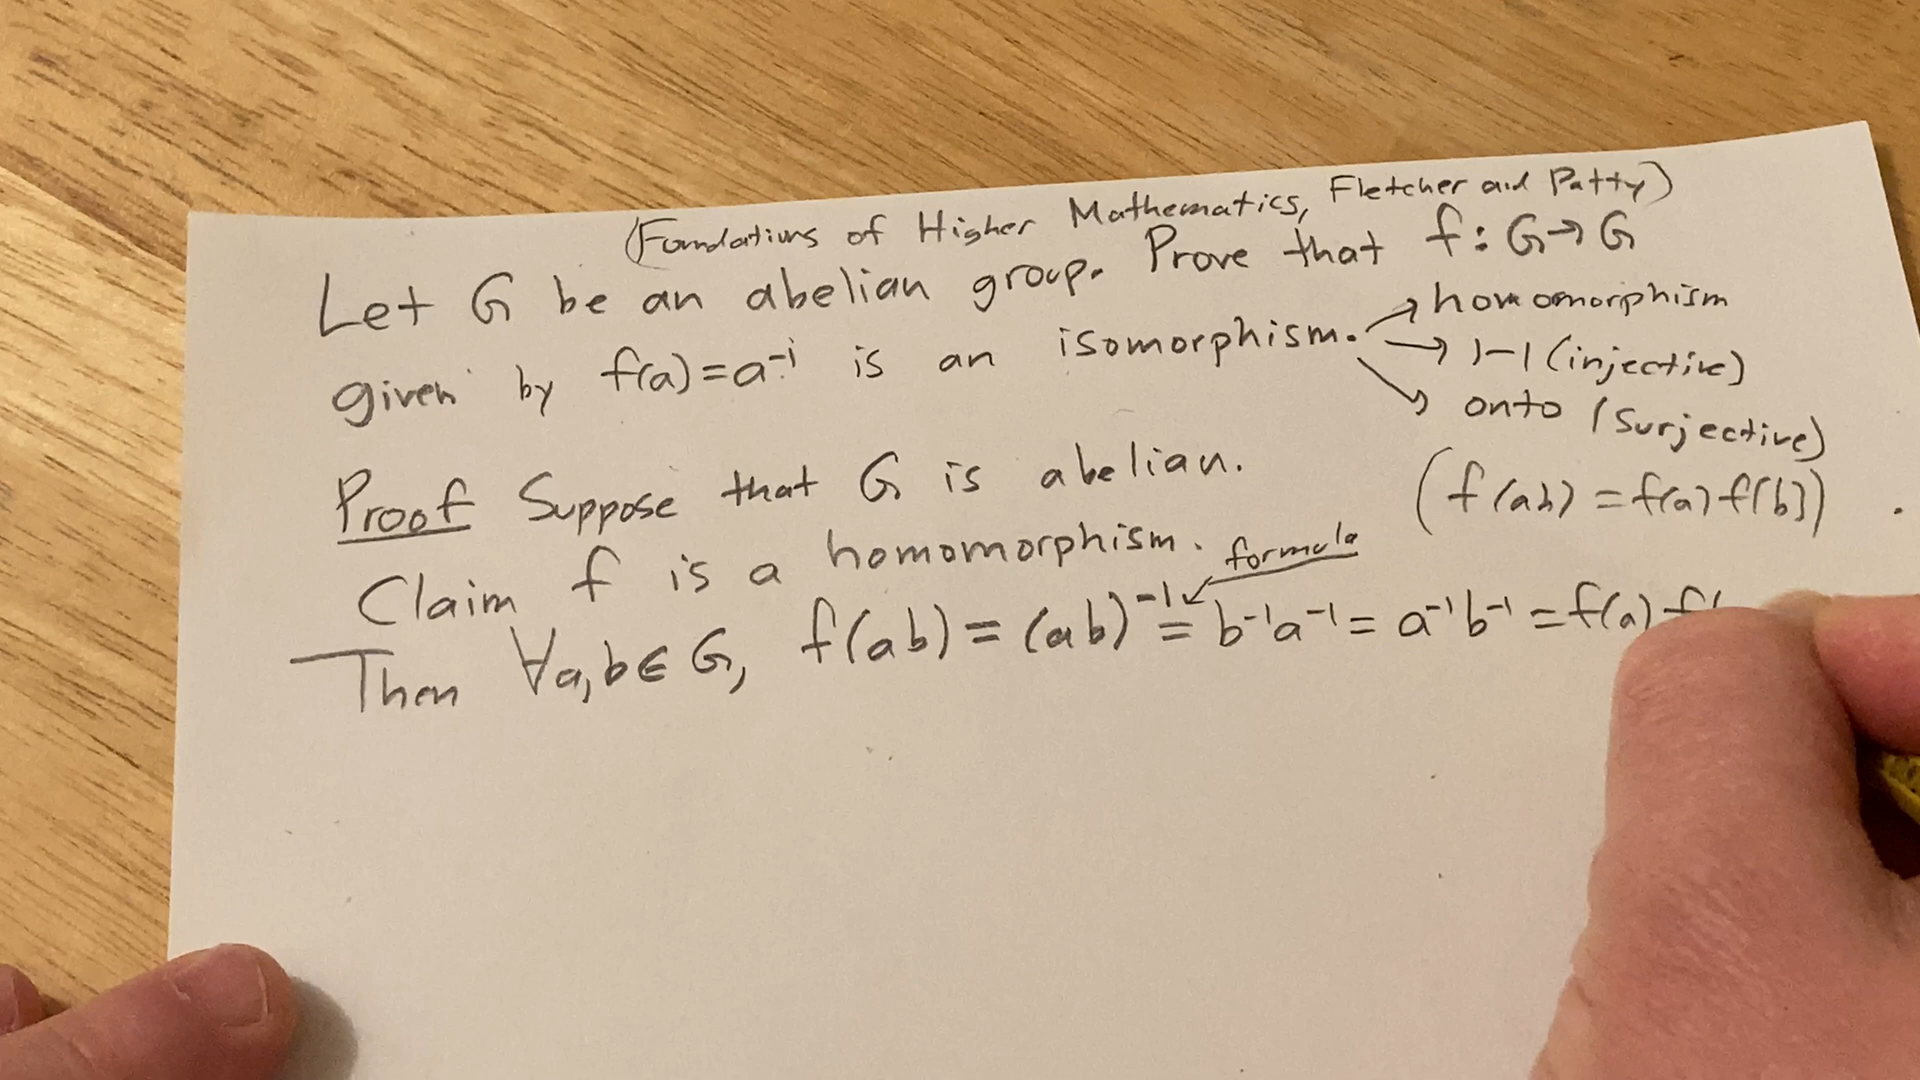 (Foundations of Higher Mathematics, Fletcher and Patty)
Let G be an abelian group. Prove that f: G→G
given by f(a)=a⁻¹ is an isomorphism. → homomorphism
→ 1-1 (injective)
→ onto (surjective)
Proof Suppose that G is abelian.
(f(ab) = f(a) f(b))
Claim f is a homomorphism.
formula
Then ∀a,b∈G, f(ab) = (ab)⁻¹ = b⁻¹a⁻¹ = a⁻¹b⁻¹ = f(a) f(